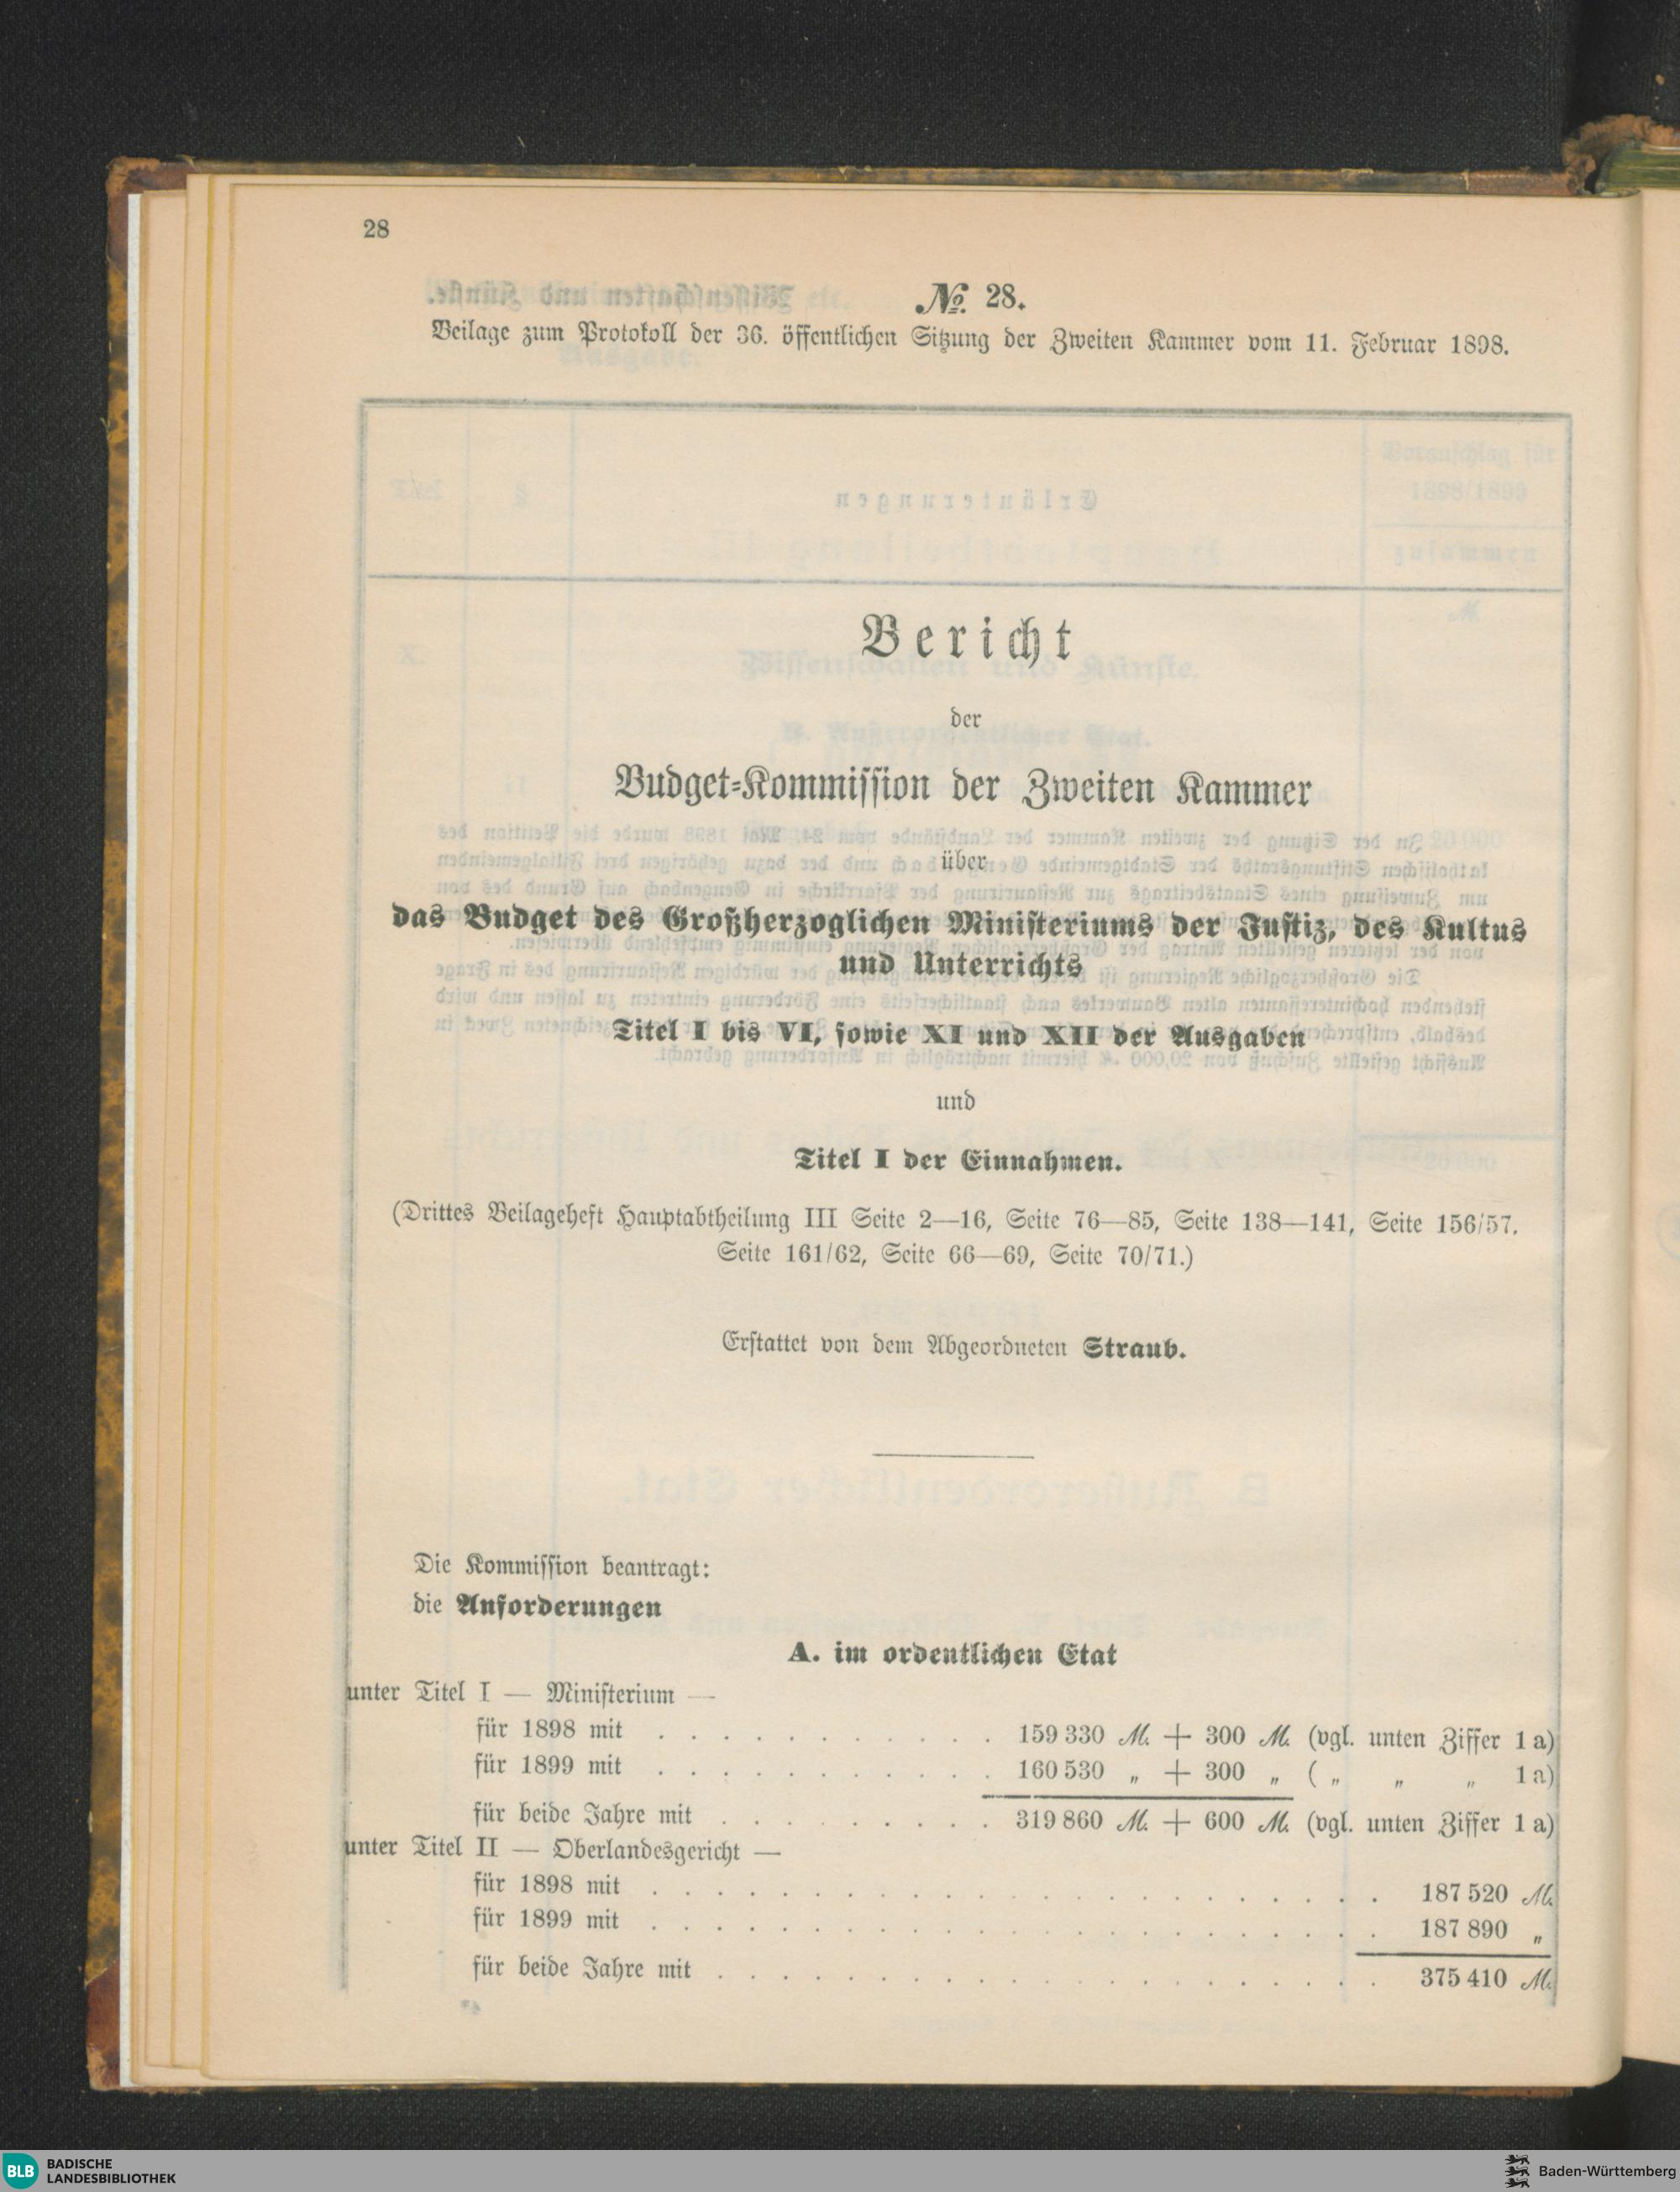 28
№ 28.
Beilage zum Protokoll der 36. öffentlichen Sitzung der Zweiten Kammer vom 11. Februar 1898.
Bericht
der
Budget-Kommission der Zweiten Kammer
über
das Budget des Großherzoglichen Ministeriums der Justiz, des Kultus
und Unterrichts
Titel I bis VI, sowie XI und XII der Ausgaben
und
Titel I der Einnahmen.
(Drittes Beilageheft Hauptabtheilung III Seite 2—16, Seite 76—85, Seite 138—141, Seite 156/57.
Seite 161/62, Seite 66—69, Seite 70/71.)
Erstattet von dem Abgeordneten Straub.
Die Kommission beantragt:
die Anforderungen
A. im ordentlichen Etat
unter Titel I — Ministerium —
für 1898 mit . . . . . . . . . . . 159 330 M. + 300 M. (vgl. unten Ziffer 1 a)
für 1899 mit . . . . . . . . . . . 160 530 „ + 300 „ ( „ „ „ 1 a)
für beide Jahre mit . . . . . . . . . 319 860 M. + 600 M. (vgl. unten Ziffer 1 a)
unter Titel II — Oberlandesgericht —
für 1898 mit . . . . . . . . . . . . . . . . . . . . . . . 187 520 M.
für 1899 mit . . . . . . . . . . . . . . . . . . . . . . . 187 890 „
für beide Jahre mit . . . . . . . . . . . . . . . . . . . . . 375 410 M.
BLB BADISCHE
LANDESBIBLIOTHEK
Baden-Württemberg